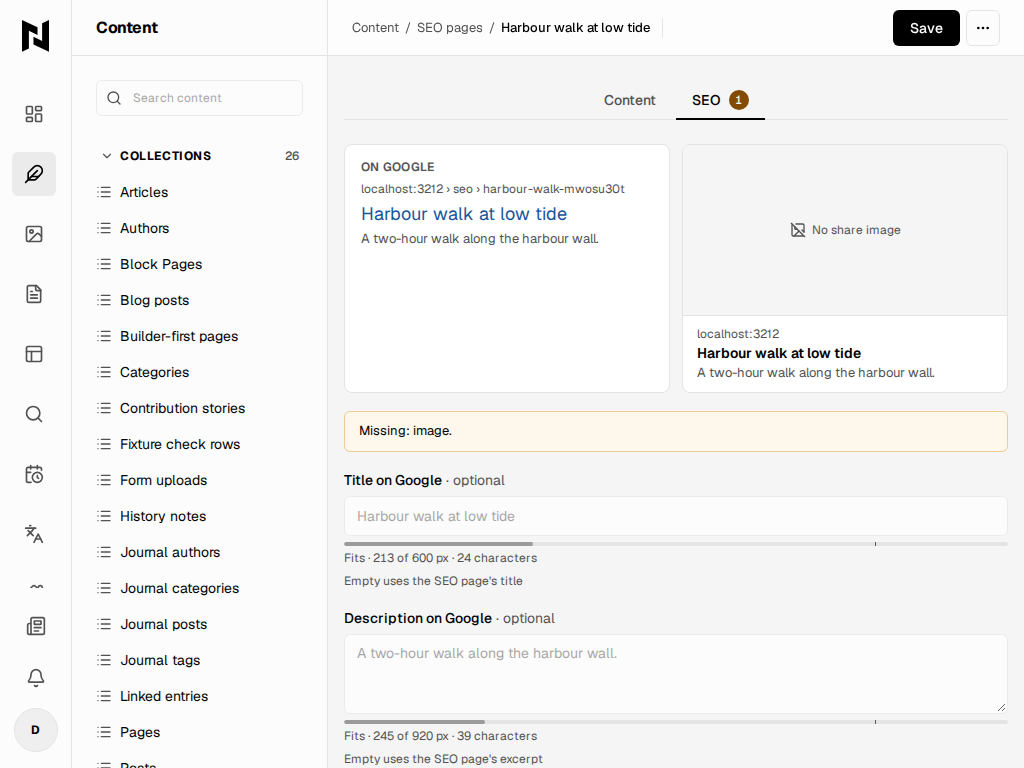 Content
Content / SEO pages / Harbour walk at low tide
Save
Search content
COLLECTIONS 26
Articles
Authors
Block Pages
Blog posts
Builder-first pages
Categories
Contribution stories
Fixture check rows
Form uploads
History notes
Journal authors
Journal categories
Journal posts
Journal tags
Linked entries
Pages
Posts
D
Content
SEO 1
ON GOOGLE
localhost:3212 › seo › harbour-walk-mwosu30t
Harbour walk at low tide
A two-hour walk along the harbour wall.
No share image
localhost:3212
Harbour walk at low tide
A two-hour walk along the harbour wall.
Missing: image.
Title on Google · optional
Harbour walk at low tide
Fits · 213 of 600 px · 24 characters
Empty uses the SEO page's title
Description on Google · optional
A two-hour walk along the harbour wall.
Fits · 245 of 920 px · 39 characters
Empty uses the SEO page's excerpt